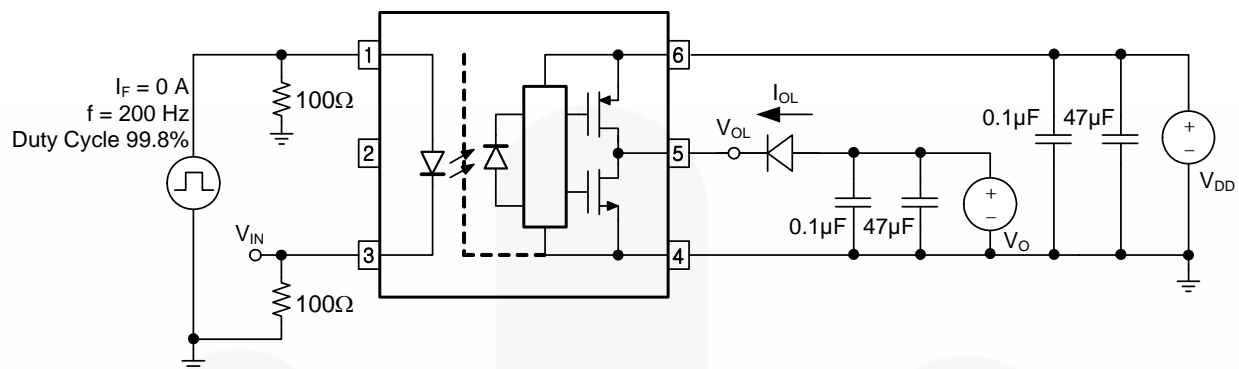 I_F = 0 A
f = 200 Hz
Duty Cycle 99.8%
100Ω
V_IN
100Ω
1
2
3
6
5
4
V_OL
I_OL
0.1µF
47µF
+
–
V_O
0.1µF
47µF
+
–
V_DD